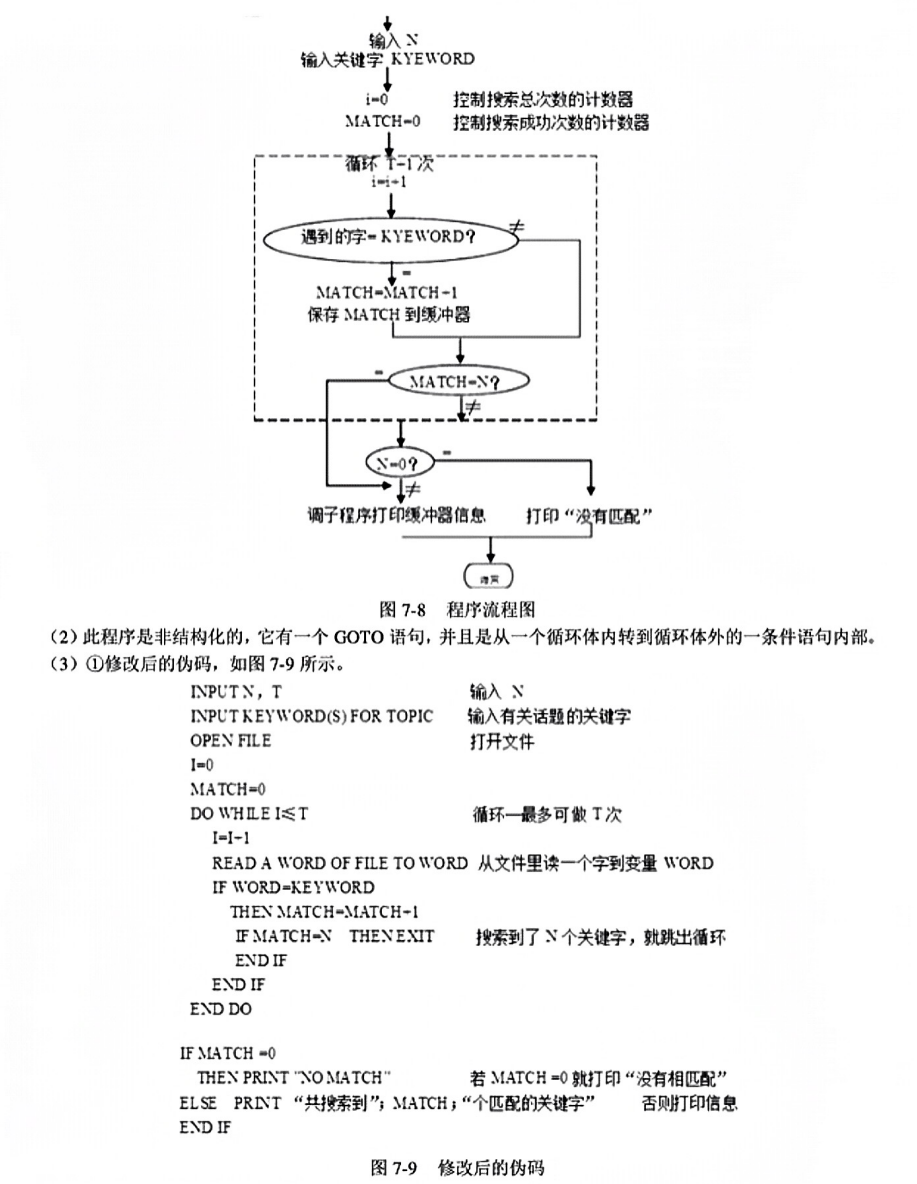 输入 N
输入关键字 KYEWORD
i=0 控制搜索总次数的计数器
MATCH=0 控制搜索成功次数的计数器
循环 T-1 次
i=i+1
遇到的字= KYEWORD?
≠
=
MATCH=MATCH+1
保存 MATCH 到缓冲器
= MATCH=N?
≠
N=0? =
≠
调子程序打印缓冲器信息 打印“没有匹配”
图 7-8 程序流程图
（2）此程序是非结构化的，它有一个 GOTO 语句，并且是从一个循环体内转到循环体外的一条件语句内部。
（3）①修改后的伪码，如图 7-9 所示。
INPUT N，T 输入 N
INPUT KEYWORD(S) FOR TOPIC 输入有关话题的关键字
OPEN FILE 打开文件
I=0
MATCH=0
DO WHILE I≤T 循环—最多可做 T 次
I=I+1
READ A WORD OF FILE TO WORD 从文件里读一个字到变量 WORD
IF WORD=KEYWORD
THEN MATCH=MATCH+1
IF MATCH=N THEN EXIT 搜索到了 N 个关键字，就跳出循环
END IF
END IF
END DO
IF MATCH =0
THEN PRINT "NO MATCH" 若 MATCH =0 就打印“没有相匹配”
ELSE PRINT “共搜索到”；MATCH；“个匹配的关键字” 否则打印信息
END IF
图 7-9 修改后的伪码